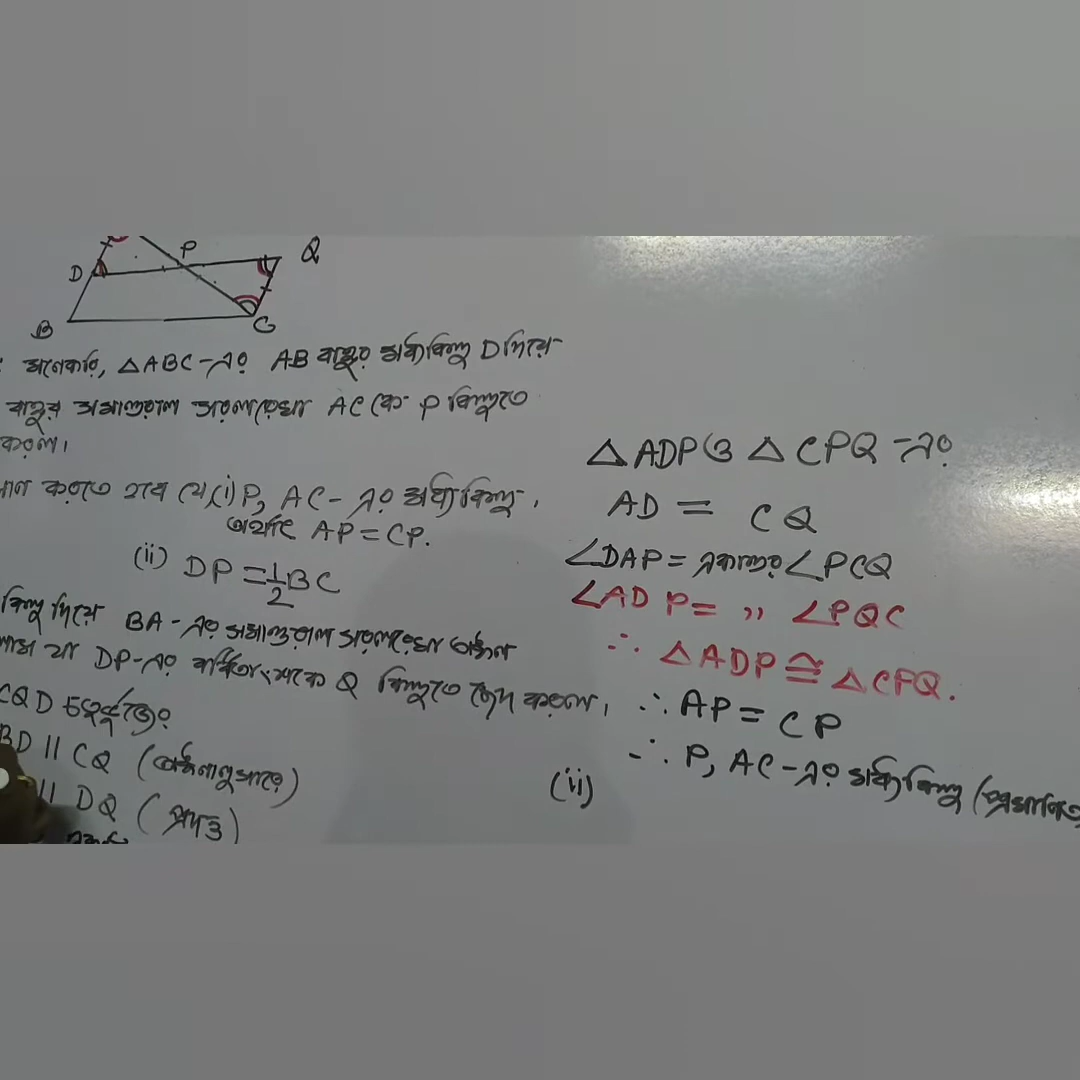 P
Q
D
B
C
: মনেকরি, △ABC-এর AB বাহুর মধ্যবিন্দু D দিয়ে
বাহুর সমান্তরাল সরলরেখা AC কে P বিন্দুতে
করল।
করতে হবে যে (i) P, AC-এর মধ্যবিন্দু,
অর্থাৎ AP = CP.
(ii) DP = 1/2 BC
বিন্দু দিয়ে BA-এর সমান্তরাল সরলরেখা অঙ্কন
যা DP-এর বর্ধিতাংশকে Q বিন্দুতে ছেদ করল।
CQD চতুর্ভুজের
BD || CQ (অঙ্কনানুসারে)
|| DQ (প্রদত্ত)
△ADP ও △CPQ-এর
AD = CQ
∠DAP = একান্তর ∠PCQ
∠ADP = ,, ∠PQC
∴ △ADP ≅ △CPQ.
∴ AP = CP
∴ P, AC-এর মধ্যবিন্দু (প্রমাণিত
(ii)